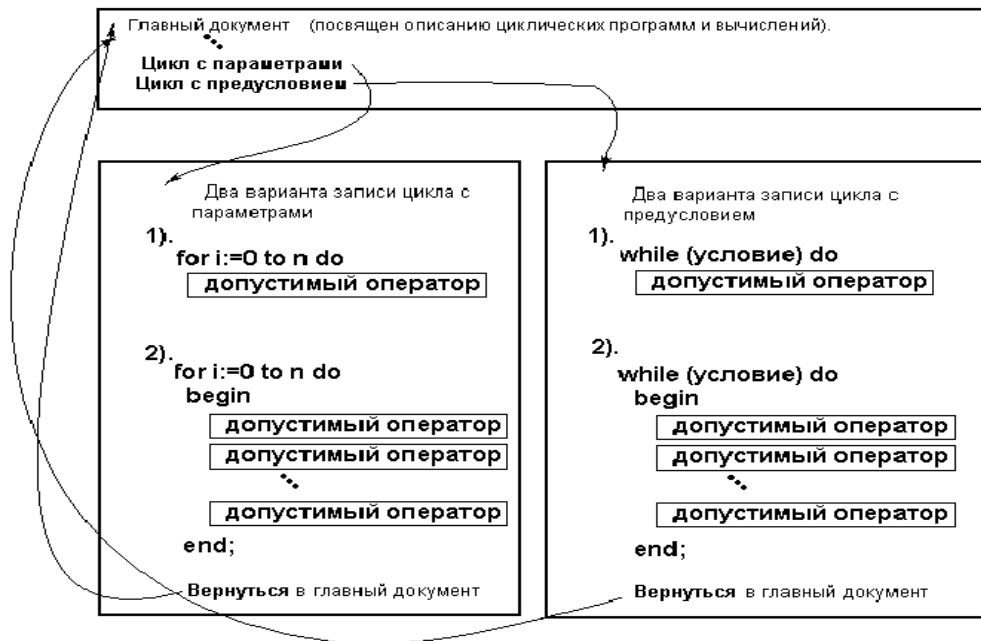 Главный документ (посвящен описанию циклических программ и вычислений).
Цикл с параметрами
Цикл с предусловием
Два варианта записи цикла с
параметрами
1).
for i:=0 to n do
допустимый оператор
2).
for i:=0 to n do
begin
допустимый оператор
допустимый оператор
допустимый оператор
end;
Вернуться в главный документ
Два варианта записи цикла с
предусловием
1).
while (условие) do
допустимый оператор
2).
while (условие) do
begin
допустимый оператор
допустимый оператор
допустимый оператор
end;
Вернуться в главный документ